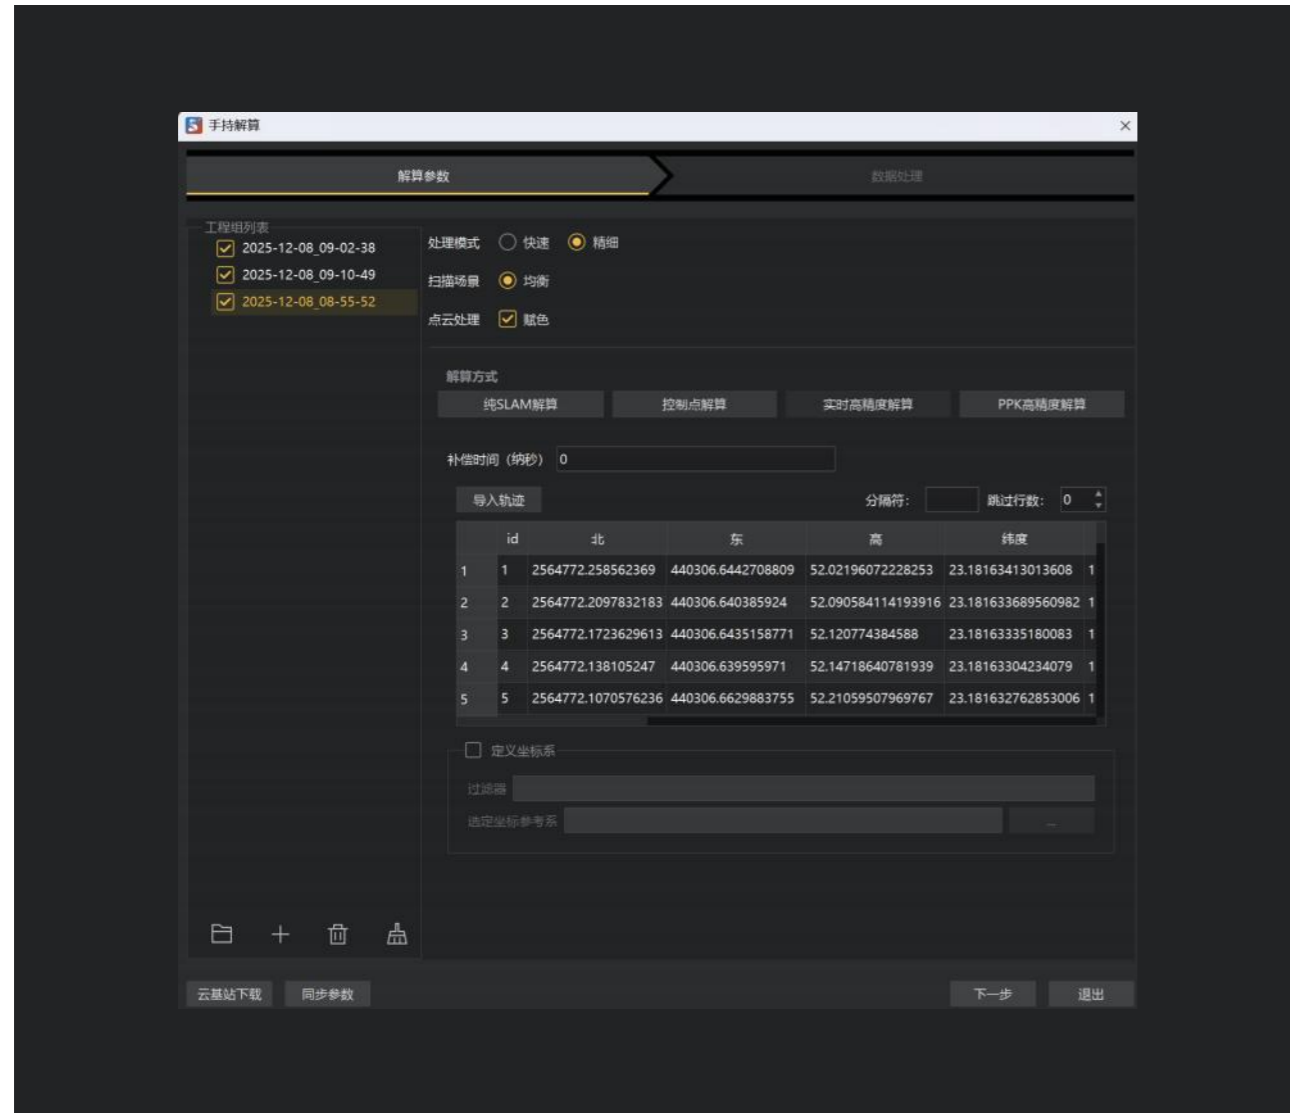 手持解算
解算参数 数据处理
工程组列表
2025-12-08_09-02-38
2025-12-08_09-10-49
2025-12-08_08-55-52
处理模式 快速 精细
扫描场景 均衡
点云处理 赋色
解算方式
纯SLAM解算 控制点解算 实时高精度解算 PPK高精度解算
补偿时间（纳秒） 0
导入轨迹 分隔符： 跳过行数： 0
id 北 东 高 纬度
1 1 2564772.258562369 440306.6442708809 52.02196072228253 23.18163413013608 1
2 2 2564772.2097832183 440306.640385924 52.090584114193916 23.181633689560982 1
3 3 2564772.1723629613 440306.6435158771 52.120774384588 23.18163335180083 1
4 4 2564772.138105247 440306.639595971 52.14718640781939 23.18163304234079 1
5 5 2564772.1070576236 440306.6629883755 52.21059507969767 23.181632762853006 1
定义坐标系
过滤器
选定坐标参考系 ...
云基站下载 同步参数 下一步 退出